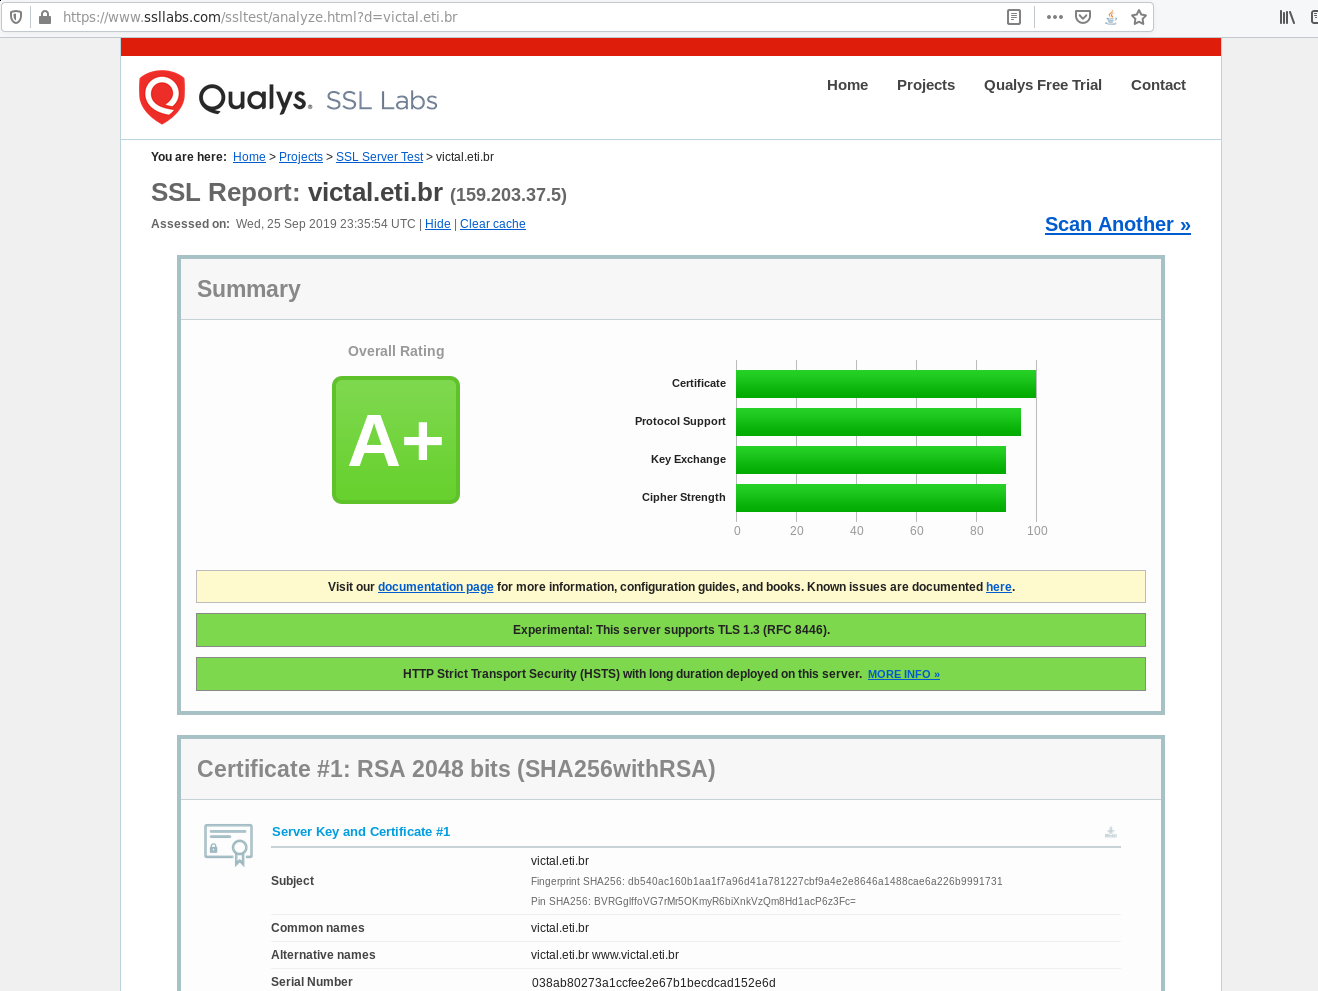 https://www.ssllabs.com/ssltest/analyze.html?d=victal.eti.br
Qualys. SSL Labs
Home Projects Qualys Free Trial Contact
You are here: Home > Projects > SSL Server Test > victal.eti.br
SSL Report: victal.eti.br (159.203.37.5)
Assessed on: Wed, 25 Sep 2019 23:35:54 UTC | Hide | Clear cache
Scan Another »
Summary
Overall Rating
A+
Certificate
Protocol Support
Key Exchange
Cipher Strength
0 20 40 60 80 100
Visit our documentation page for more information, configuration guides, and books. Known issues are documented here.
Experimental: This server supports TLS 1.3 (RFC 8446).
HTTP Strict Transport Security (HSTS) with long duration deployed on this server. MORE INFO »
Certificate #1: RSA 2048 bits (SHA256withRSA)
Server Key and Certificate #1
Subject
victal.eti.br
Fingerprint SHA256: db540ac160b1aa1f7a96d41a781227cbf9a4e2e8646a1488cae6a226b9991731
Pin SHA256: BVRGglffoVG7rMr5OKmyR6biXnkVzQm8Hd1acP6z3Fc=
Common names victal.eti.br
Alternative names victal.eti.br www.victal.eti.br
Serial Number 038ab80273a1ccfee2e67b1becdcad152e6d